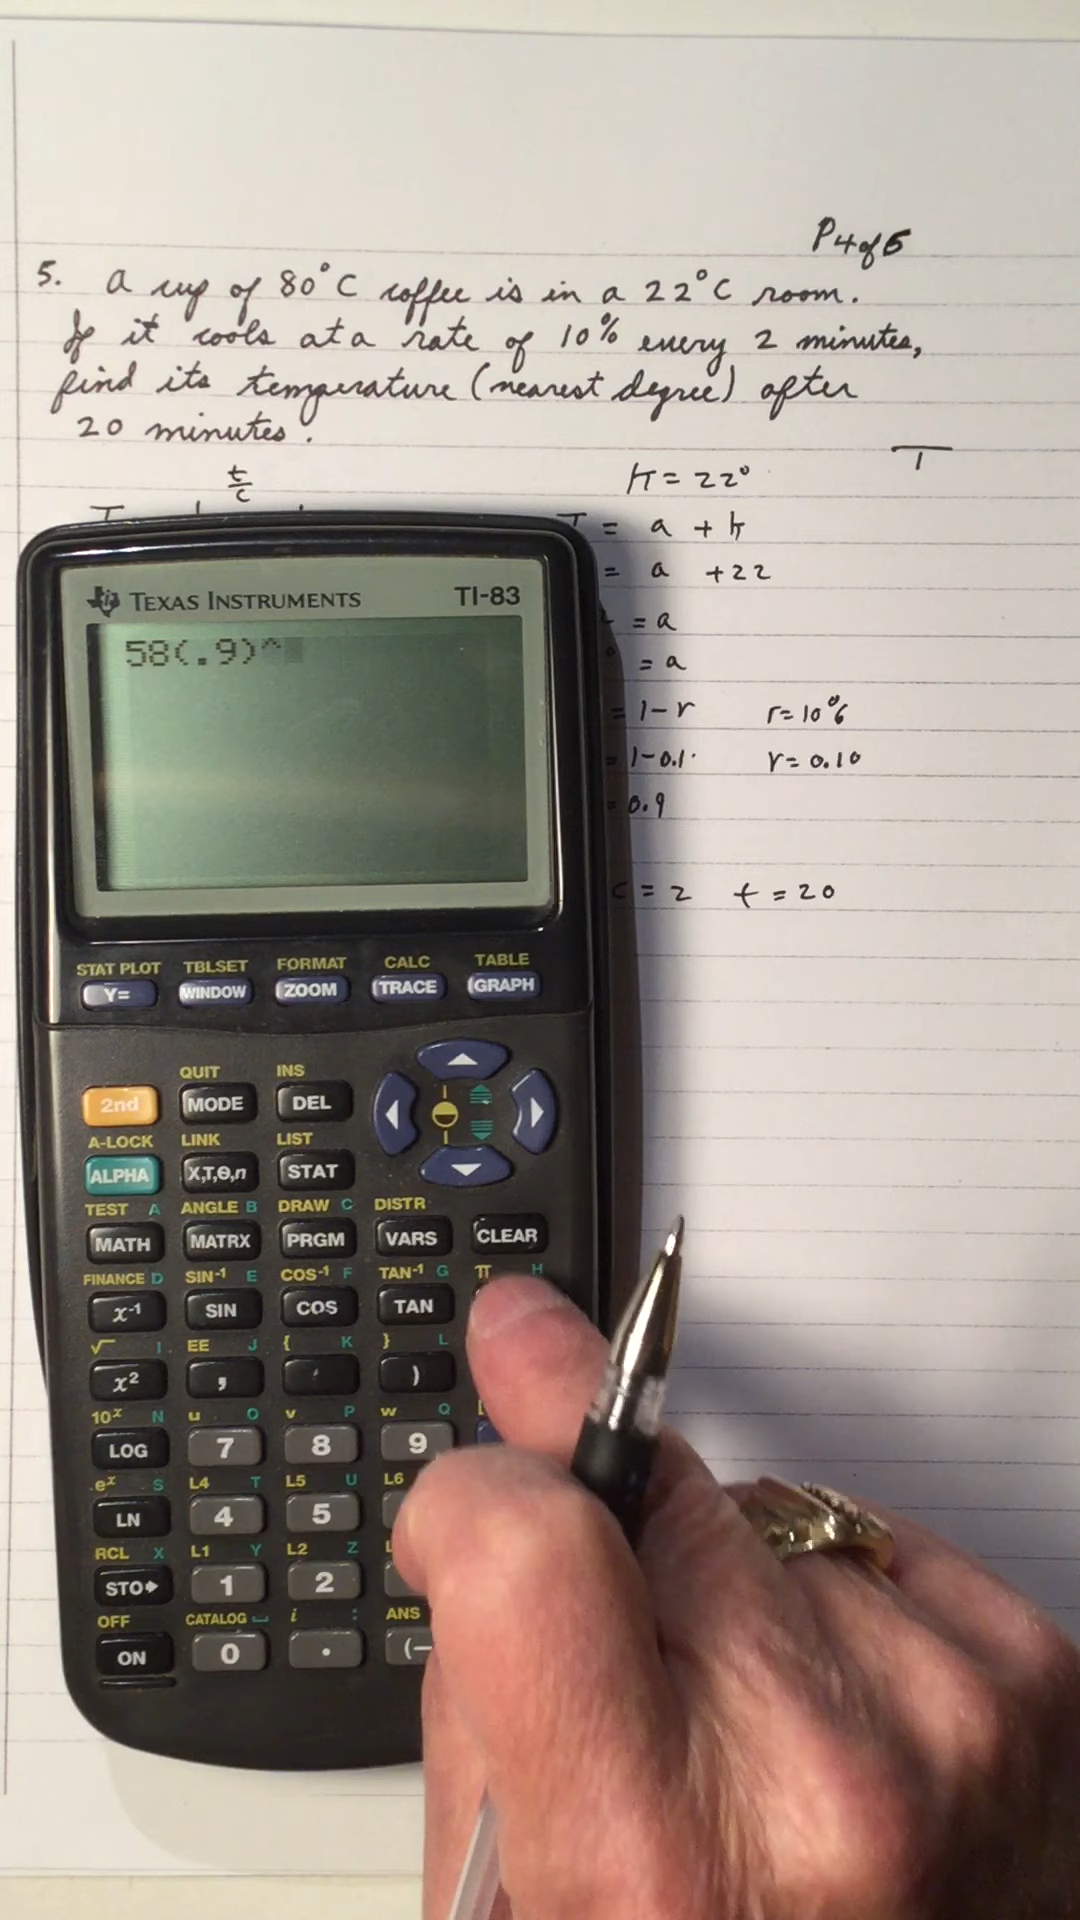 P4of5
5. A cup of 80°C coffee is in a 22°C room.
If it cools at a rate of 10% every 2 minutes,
find its temperature (nearest degree) after
20 minutes.
t/c
k = 22°
T = a + k
= a + 22
= a
° = a
= 1 - r r = 10%
= 1 - 0.1 r = 0.10
= 0.9
c = 2 t = 20
TEXAS INSTRUMENTS TI-83
58(.9)^
STAT PLOT TBLSET FORMAT CALC TABLE
Y= WINDOW ZOOM TRACE GRAPH
QUIT INS
2nd MODE DEL
A-LOCK LINK LIST
ALPHA X,T,θ,n STAT
TEST A ANGLE B DRAW C DISTR
MATH MATRX PRGM VARS CLEAR
FINANCE D SIN⁻¹ E COS⁻¹ F TAN⁻¹ G π H
x⁻¹ SIN COS TAN
√ I EE J { K } L
x² , )
10ˣ N u O v P w Q [
LOG 7 8 9
eˣ S L4 T L5 U L6
LN 4 5
RCL X L1 Y L2 Z
STO▸ 1 2
OFF CATALOG i : ANS
ON 0 . (-